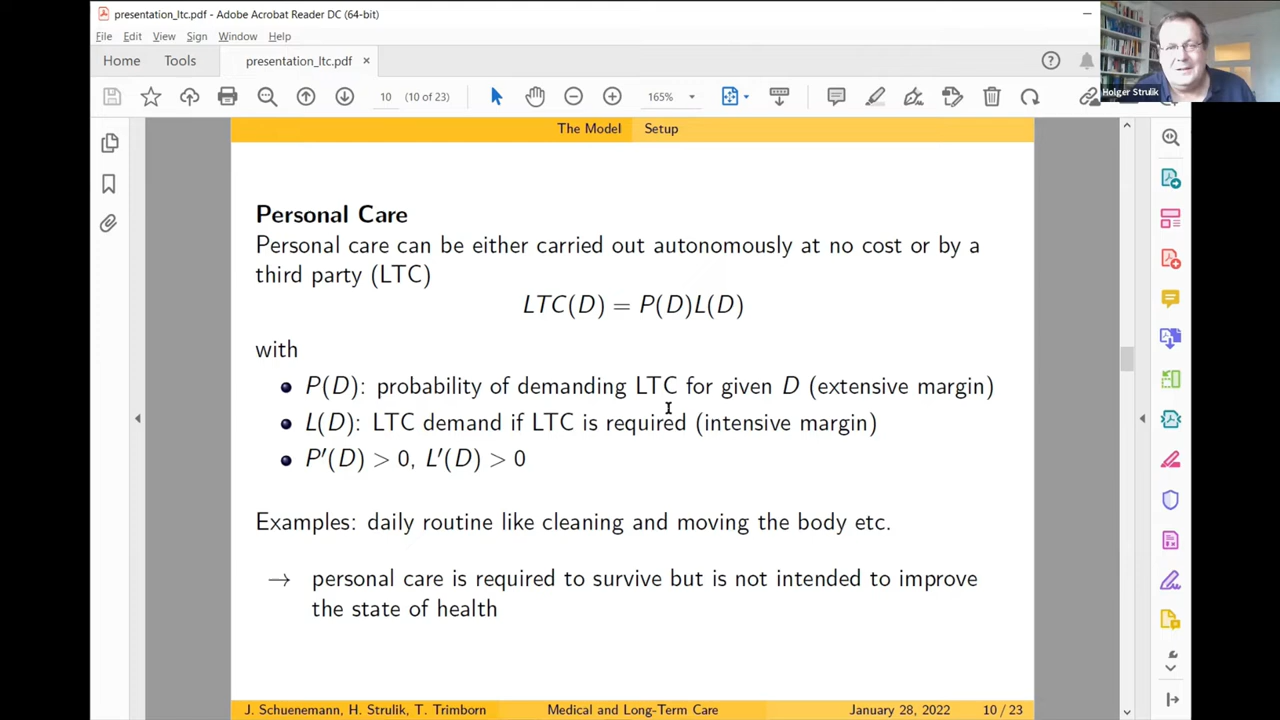 presentation_ltc.pdf - Adobe Acrobat Reader DC (64-bit)
File Edit View Sign Window Help
Home Tools presentation_ltc.pdf ×
10 (10 of 23) 165%
Holger Strulik
The Model Setup
Personal Care
Personal care can be either carried out autonomously at no cost or by a
third party (LTC)
LTC(D) = P(D)L(D)
with
• P(D): probability of demanding LTC for given D (extensive margin)
• L(D): LTC demand if LTC is required (intensive margin)
• P′(D) > 0, L′(D) > 0
Examples: daily routine like cleaning and moving the body etc.
→ personal care is required to survive but is not intended to improve
the state of health
J. Schuenemann, H. Strulik, T. Trimborn Medical and Long-Term Care January 28, 2022 10 / 23